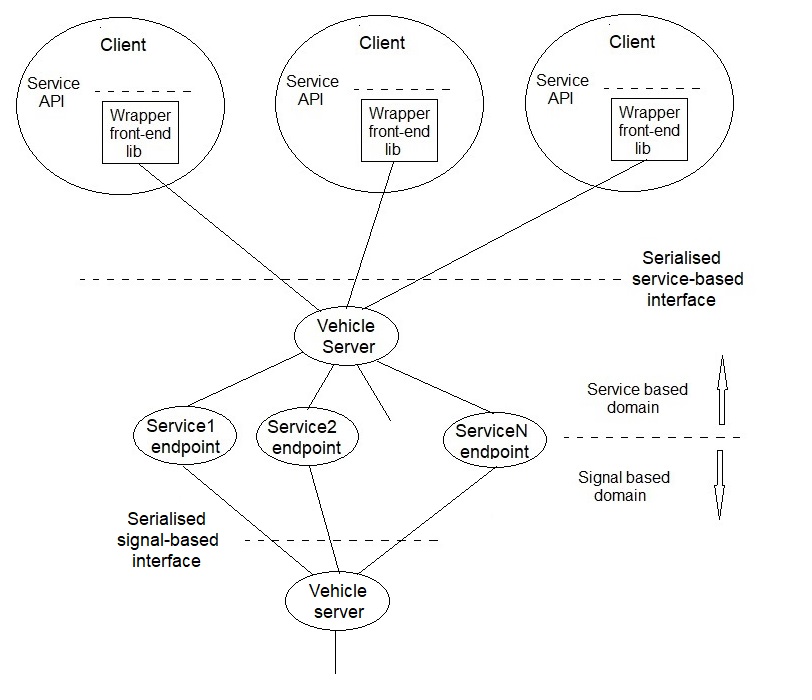 Client
Service
API
Wrapper
front-end
lib
Client
Service
API
Wrapper
front-end
lib
Client
Service
API
Wrapper
front-end
lib
Serialised
service-based
interface
Vehicle
Server
Service based
domain
Service1
endpoint
Service2
endpoint
ServiceN
endpoint
Signal based
domain
Serialised
signal-based
interface
Vehicle
server